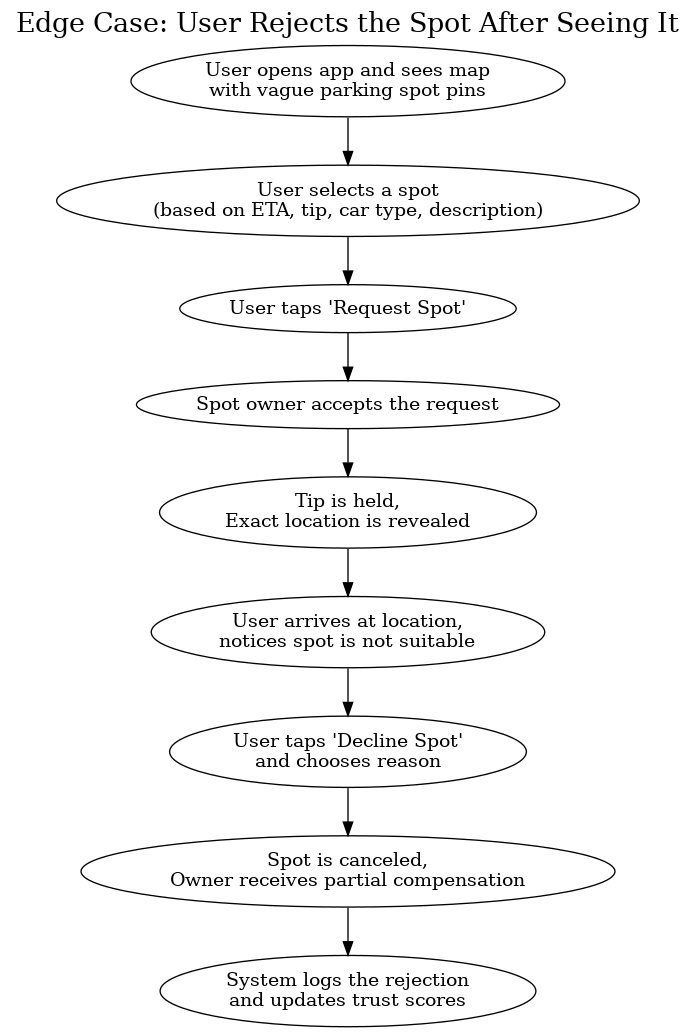 Edge Case: User Rejects the Spot After Seeing It
User opens app and sees map
with vague parking spot pins
User selects a spot
(based on ETA, tip, car type, description)
User taps 'Request Spot'
Spot owner accepts the request
Tip is held,
Exact location is revealed
User arrives at location,
notices spot is not suitable
User taps 'Decline Spot'
and chooses reason
Spot is canceled,
Owner receives partial compensation
System logs the rejection
and updates trust scores